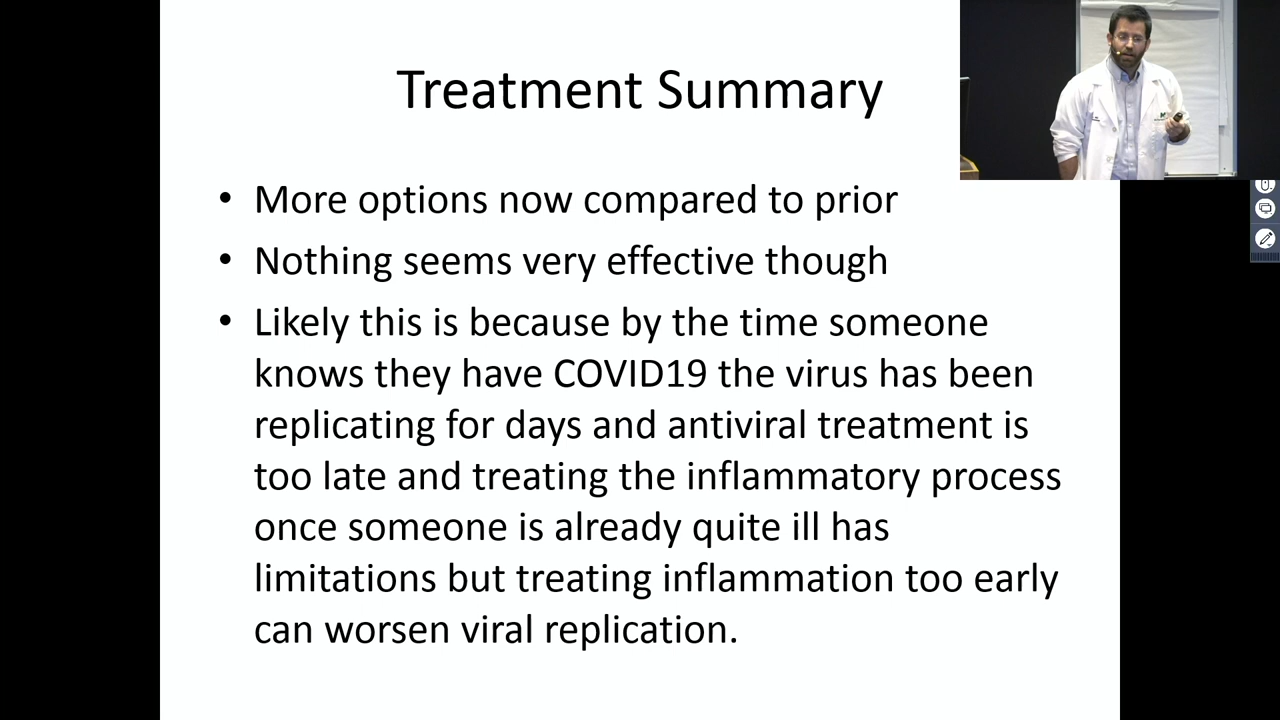 Treatment Summary
• More options now compared to prior
• Nothing seems very effective though
• Likely this is because by the time someone
knows they have COVID19 the virus has been
replicating for days and antiviral treatment is
too late and treating the inflammatory process
once someone is already quite ill has
limitations but treating inflammation too early
can worsen viral replication.